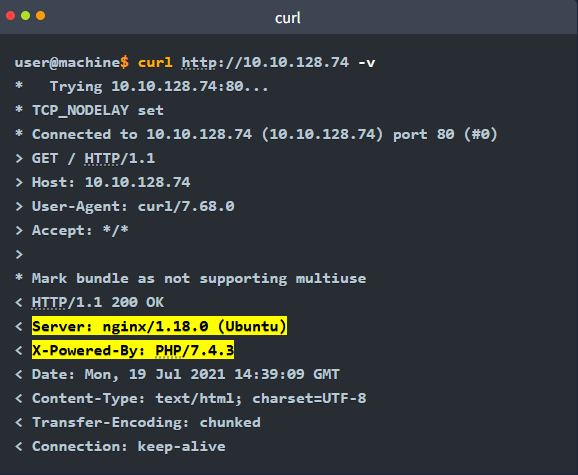 curl
user@machine$ curl http://10.10.128.74 -v
*   Trying 10.10.128.74:80...
* TCP_NODELAY set
* Connected to 10.10.128.74 (10.10.128.74) port 80 (#0)
> GET / HTTP/1.1
> Host: 10.10.128.74
> User-Agent: curl/7.68.0
> Accept: */*
>
* Mark bundle as not supporting multiuse
< HTTP/1.1 200 OK
< Server: nginx/1.18.0 (Ubuntu)
< X-Powered-By: PHP/7.4.3
< Date: Mon, 19 Jul 2021 14:39:09 GMT
< Content-Type: text/html; charset=UTF-8
< Transfer-Encoding: chunked
< Connection: keep-alive